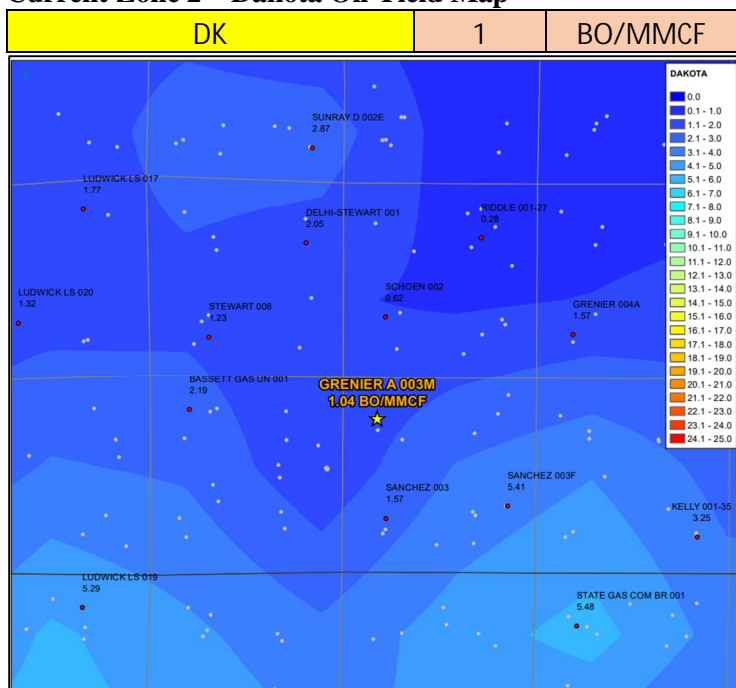 Current Zone 2 – Dakota Oil Yield Map
DK 1 BO/MMCF
DAKOTA
0.0
0.1 - 1.0
1.1 - 2.0
2.1 - 3.0
3.1 - 4.0
4.1 - 5.0
5.1 - 6.0
6.1 - 7.0
7.1 - 8.0
8.1 - 9.0
9.1 - 10.0
10.1 - 11.0
11.1 - 12.0
12.1 - 13.0
13.1 - 14.0
14.1 - 15.0
15.1 - 16.0
16.1 - 17.0
17.1 - 18.0
18.1 - 19.0
19.1 - 20.0
20.1 - 21.0
21.1 - 22.0
22.1 - 23.0
23.1 - 24.0
24.1 - 25.0
SUNRAY D 002E
2.87
LUDWICK LS 017
1.77
DELHI-STEWART 001
2.05
RIDDLE 001-27
0.28
LUDWICK LS 020
1.32
STEWART 008
1.23
SCHOEN 002
0.62
GRENIER 004A
1.57
BASSETT GAS UN 001
2.19
GRENIER A 003M
1.04 BO/MMCF
SANCHEZ 003
1.57
SANCHEZ 003F
5.41
KELLY 001-35
3.25
LUDWICK LS 019
5.29
STATE GAS COM BR 001
5.48